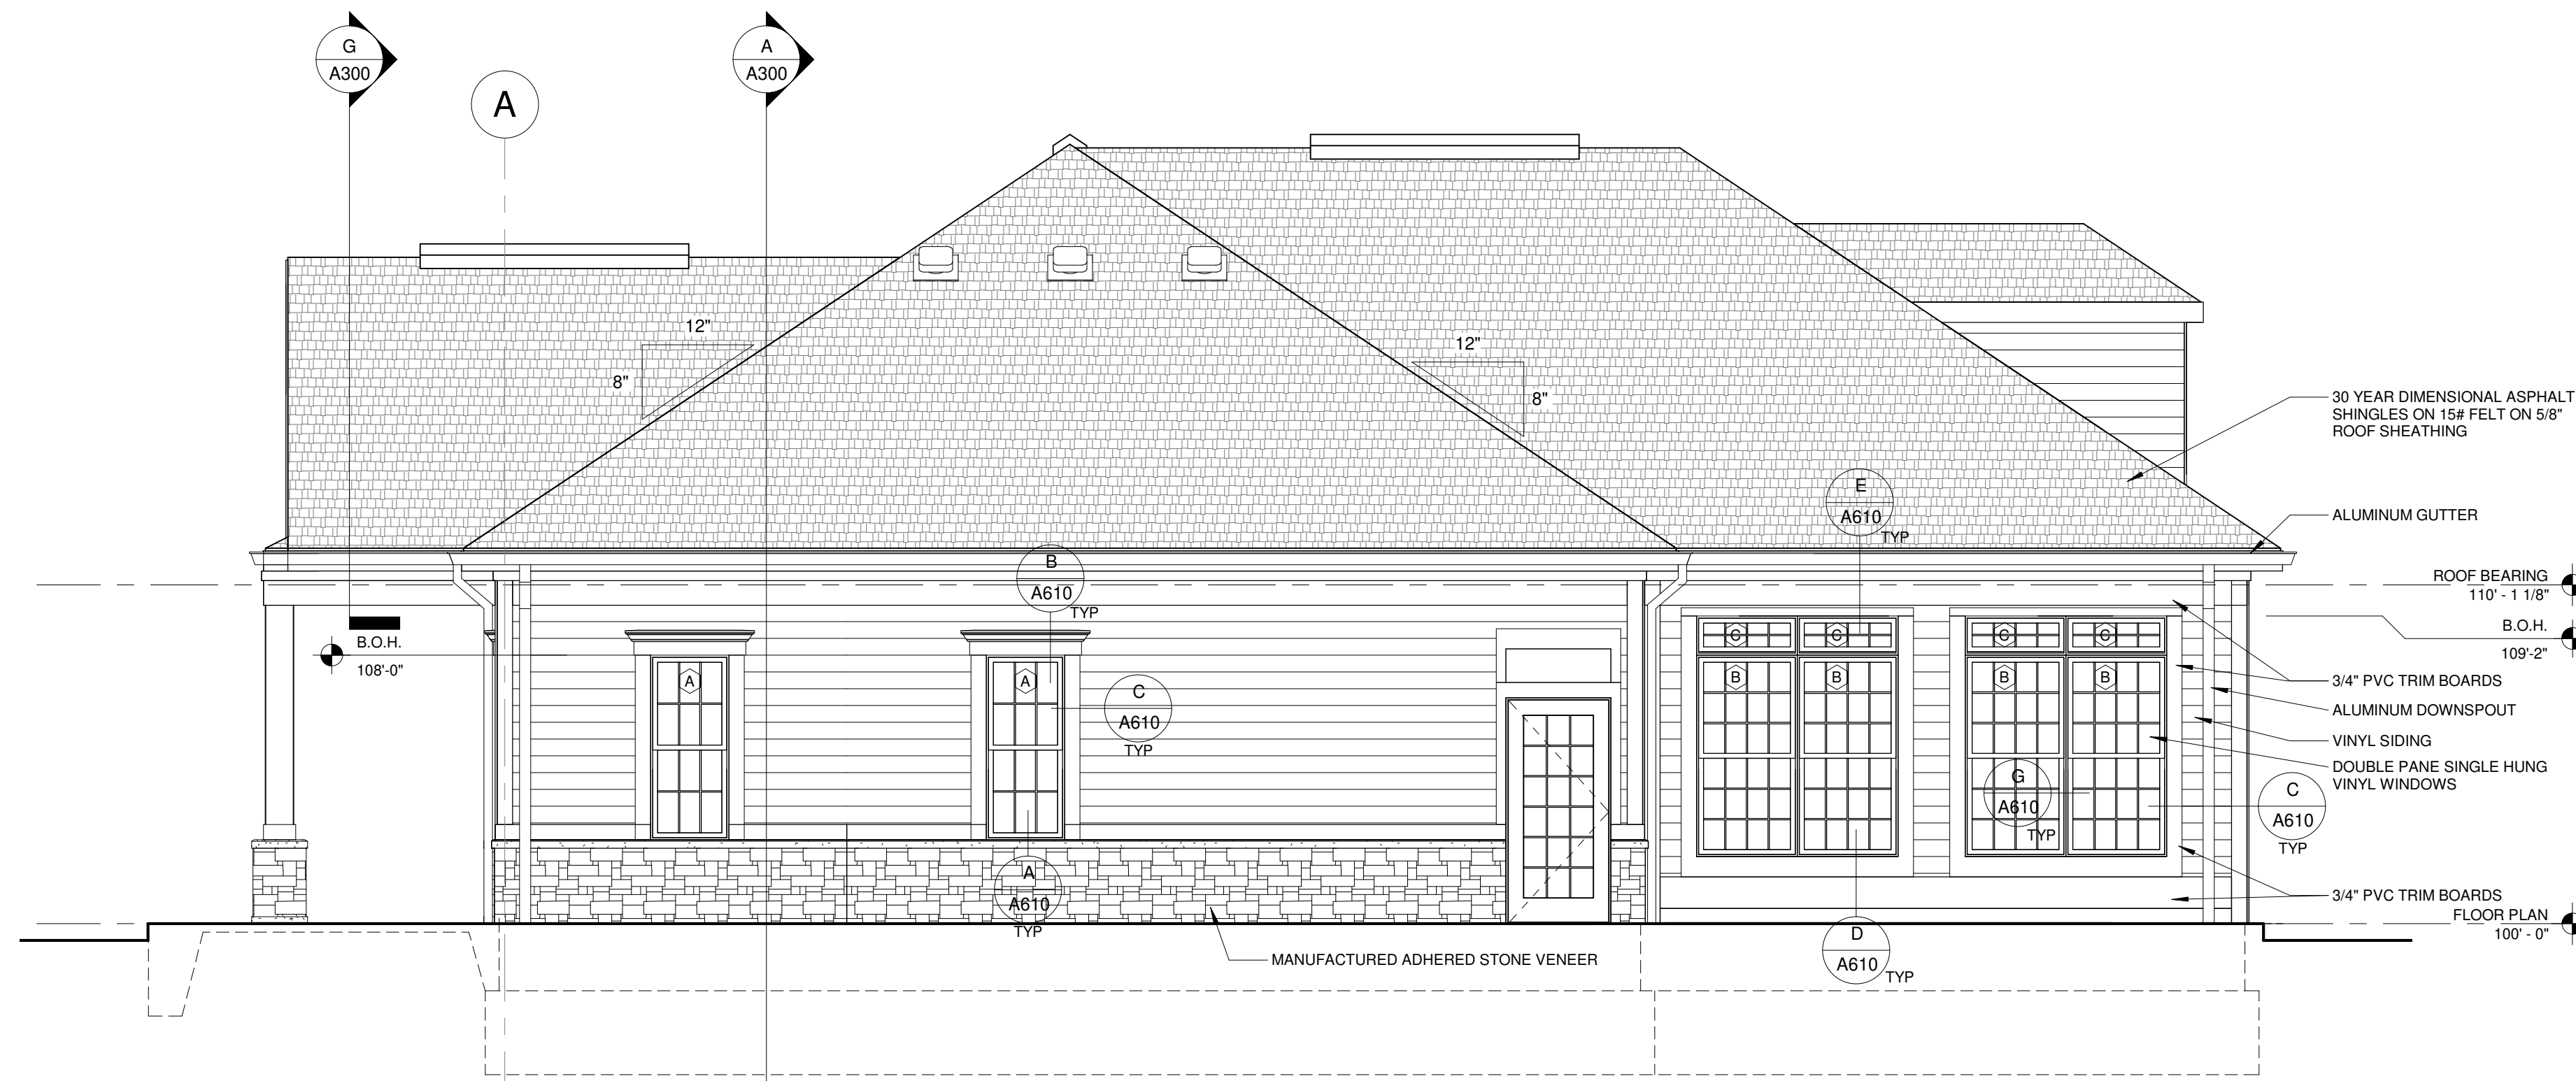 G
A300
A
A
A300
12"
8"
12"
8"
30 YEAR DIMENSIONAL ASPHALT
SHINGLES ON 15# FELT ON 5/8"
ROOF SHEATHING
E
A610
TYP
ALUMINUM GUTTER
B
A610
TYP
ROOF BEARING
110' - 1 1/8"
B.O.H.
108'-0"
B.O.H.
109'-2"
C
C
C
C
A
A
B
B
B
B
C
A610
TYP
3/4" PVC TRIM BOARDS
ALUMINUM DOWNSPOUT
VINYL SIDING
DOUBLE PANE SINGLE HUNG
VINYL WINDOWS
G
A610
TYP
C
A610
TYP
A
A610
TYP
3/4" PVC TRIM BOARDS
FLOOR PLAN
100' - 0"
D
A610
TYP
MANUFACTURED ADHERED STONE VENEER